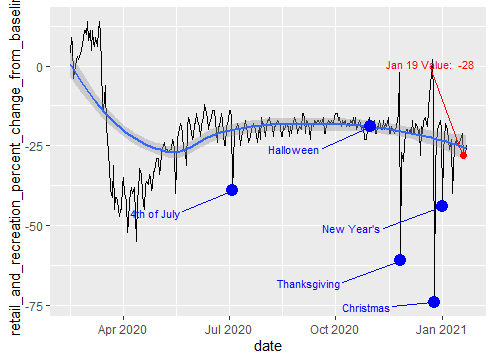 retail_and_recreation_percent_change_from_baseline
0
-25
-50
-75
Jan 19 Value: -28
Halloween
4th of July
New Year's
Thanksgiving
Christmas
Apr 2020
Jul 2020
Oct 2020
Jan 2021
date